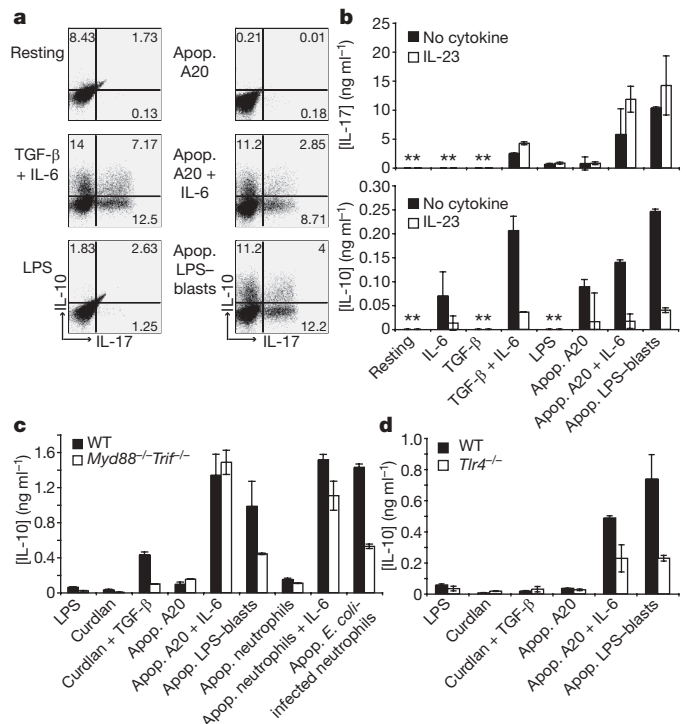 a
Resting
8.43
1.73
0.13
Apop.
A20
0.21
0.01
0.18
TGF-β
+ IL-6
14
7.17
12.5
Apop.
A20 +
IL-6
11.2
2.85
8.71
LPS
1.83
2.63
1.25
Apop.
LPS–
blasts
11.2
4
12.2
IL-10
IL-17
IL-10
IL-17
b
No cytokine
IL-23
[IL-17] (ng ml⁻¹)
25
20
15
10
5
0
** ** **
No cytokine
IL-23
[IL-10] (ng ml⁻¹)
0.30
0.25
0.20
0.15
0.10
0.05
0
** ** **
Resting
IL-6
TGF-β
TGF-β + IL-6
LPS
Apop. A20
Apop. A20 + IL-6
Apop. LPS–blasts
c
WT
Myd88⁻/⁻Trif⁻/⁻
[IL-10] (ng ml⁻¹)
1.6
1.2
0.8
0.4
0
LPS
Curdlan
Curdlan + TGF-β
Apop. A20
Apop. A20 + IL-6
Apop. LPS–blasts
Apop. neutrophils
Apop. neutrophils + IL-6
Apop. E. coli-
infected neutrophils
d
WT
Tlr4⁻/⁻
[IL-10] (ng ml⁻¹)
1.0
0.8
0.6
0.4
0.2
0
LPS
Curdlan
Curdlan + TGF-β
Apop. A20
Apop. A20 + IL-6
Apop. LPS–blasts